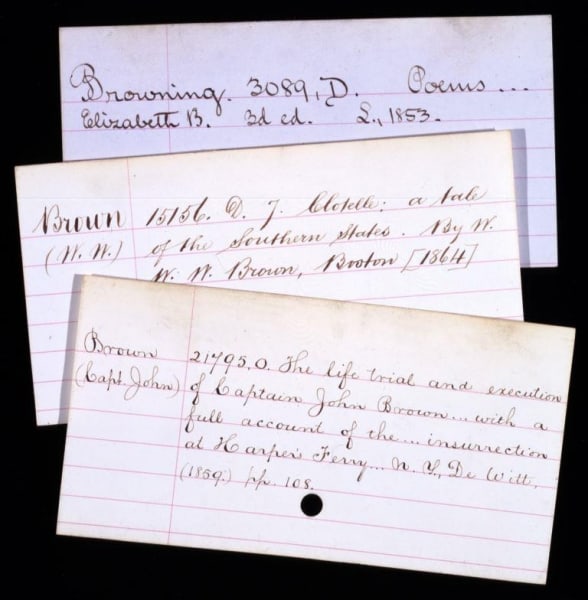 Browning. 3089, D. Poems ...
Elizabeth B. 3d ed. L., 1853.
Brown 15156. D. 7. Clotelle: a tale
(W. W.) of the Southern States. By W.
W. W. Brown, Boston [1864]
Brown 21795. O. The life trial and execution
(Capt. John) of Captain John Brown ... with a
full account of the ... insurrection
at Harper's Ferry ... N. Y., De Witt,
(1859.) pp. 108.